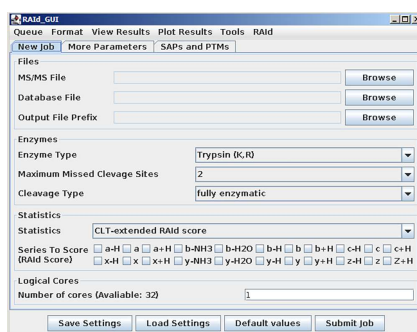 RAId_GUI
Queue Format View Results Plot Results Tools RAId
New Job More Parameters SAPs and PTMs
Files
MS/MS File Browse
Database File Browse
Output File Prefix Browse
Enzymes
Enzyme Type Trypsin {K,R}
Maximum Missed Clevage Sites 2
Cleavage Type fully enzymatic
Statistics
Statistics CLT-extended RAId score
Series To Score a-H a a+H b-NH3 b-H2O b-H b b+H c-H c c+H
(RAId Score) x-H x x+H y-NH3 y-H2O y-H y y+H z-H z Z+H
Logical Cores
Number of cores (Avaliable: 32) 1
Save Settings Load Settings Default values Submit Job